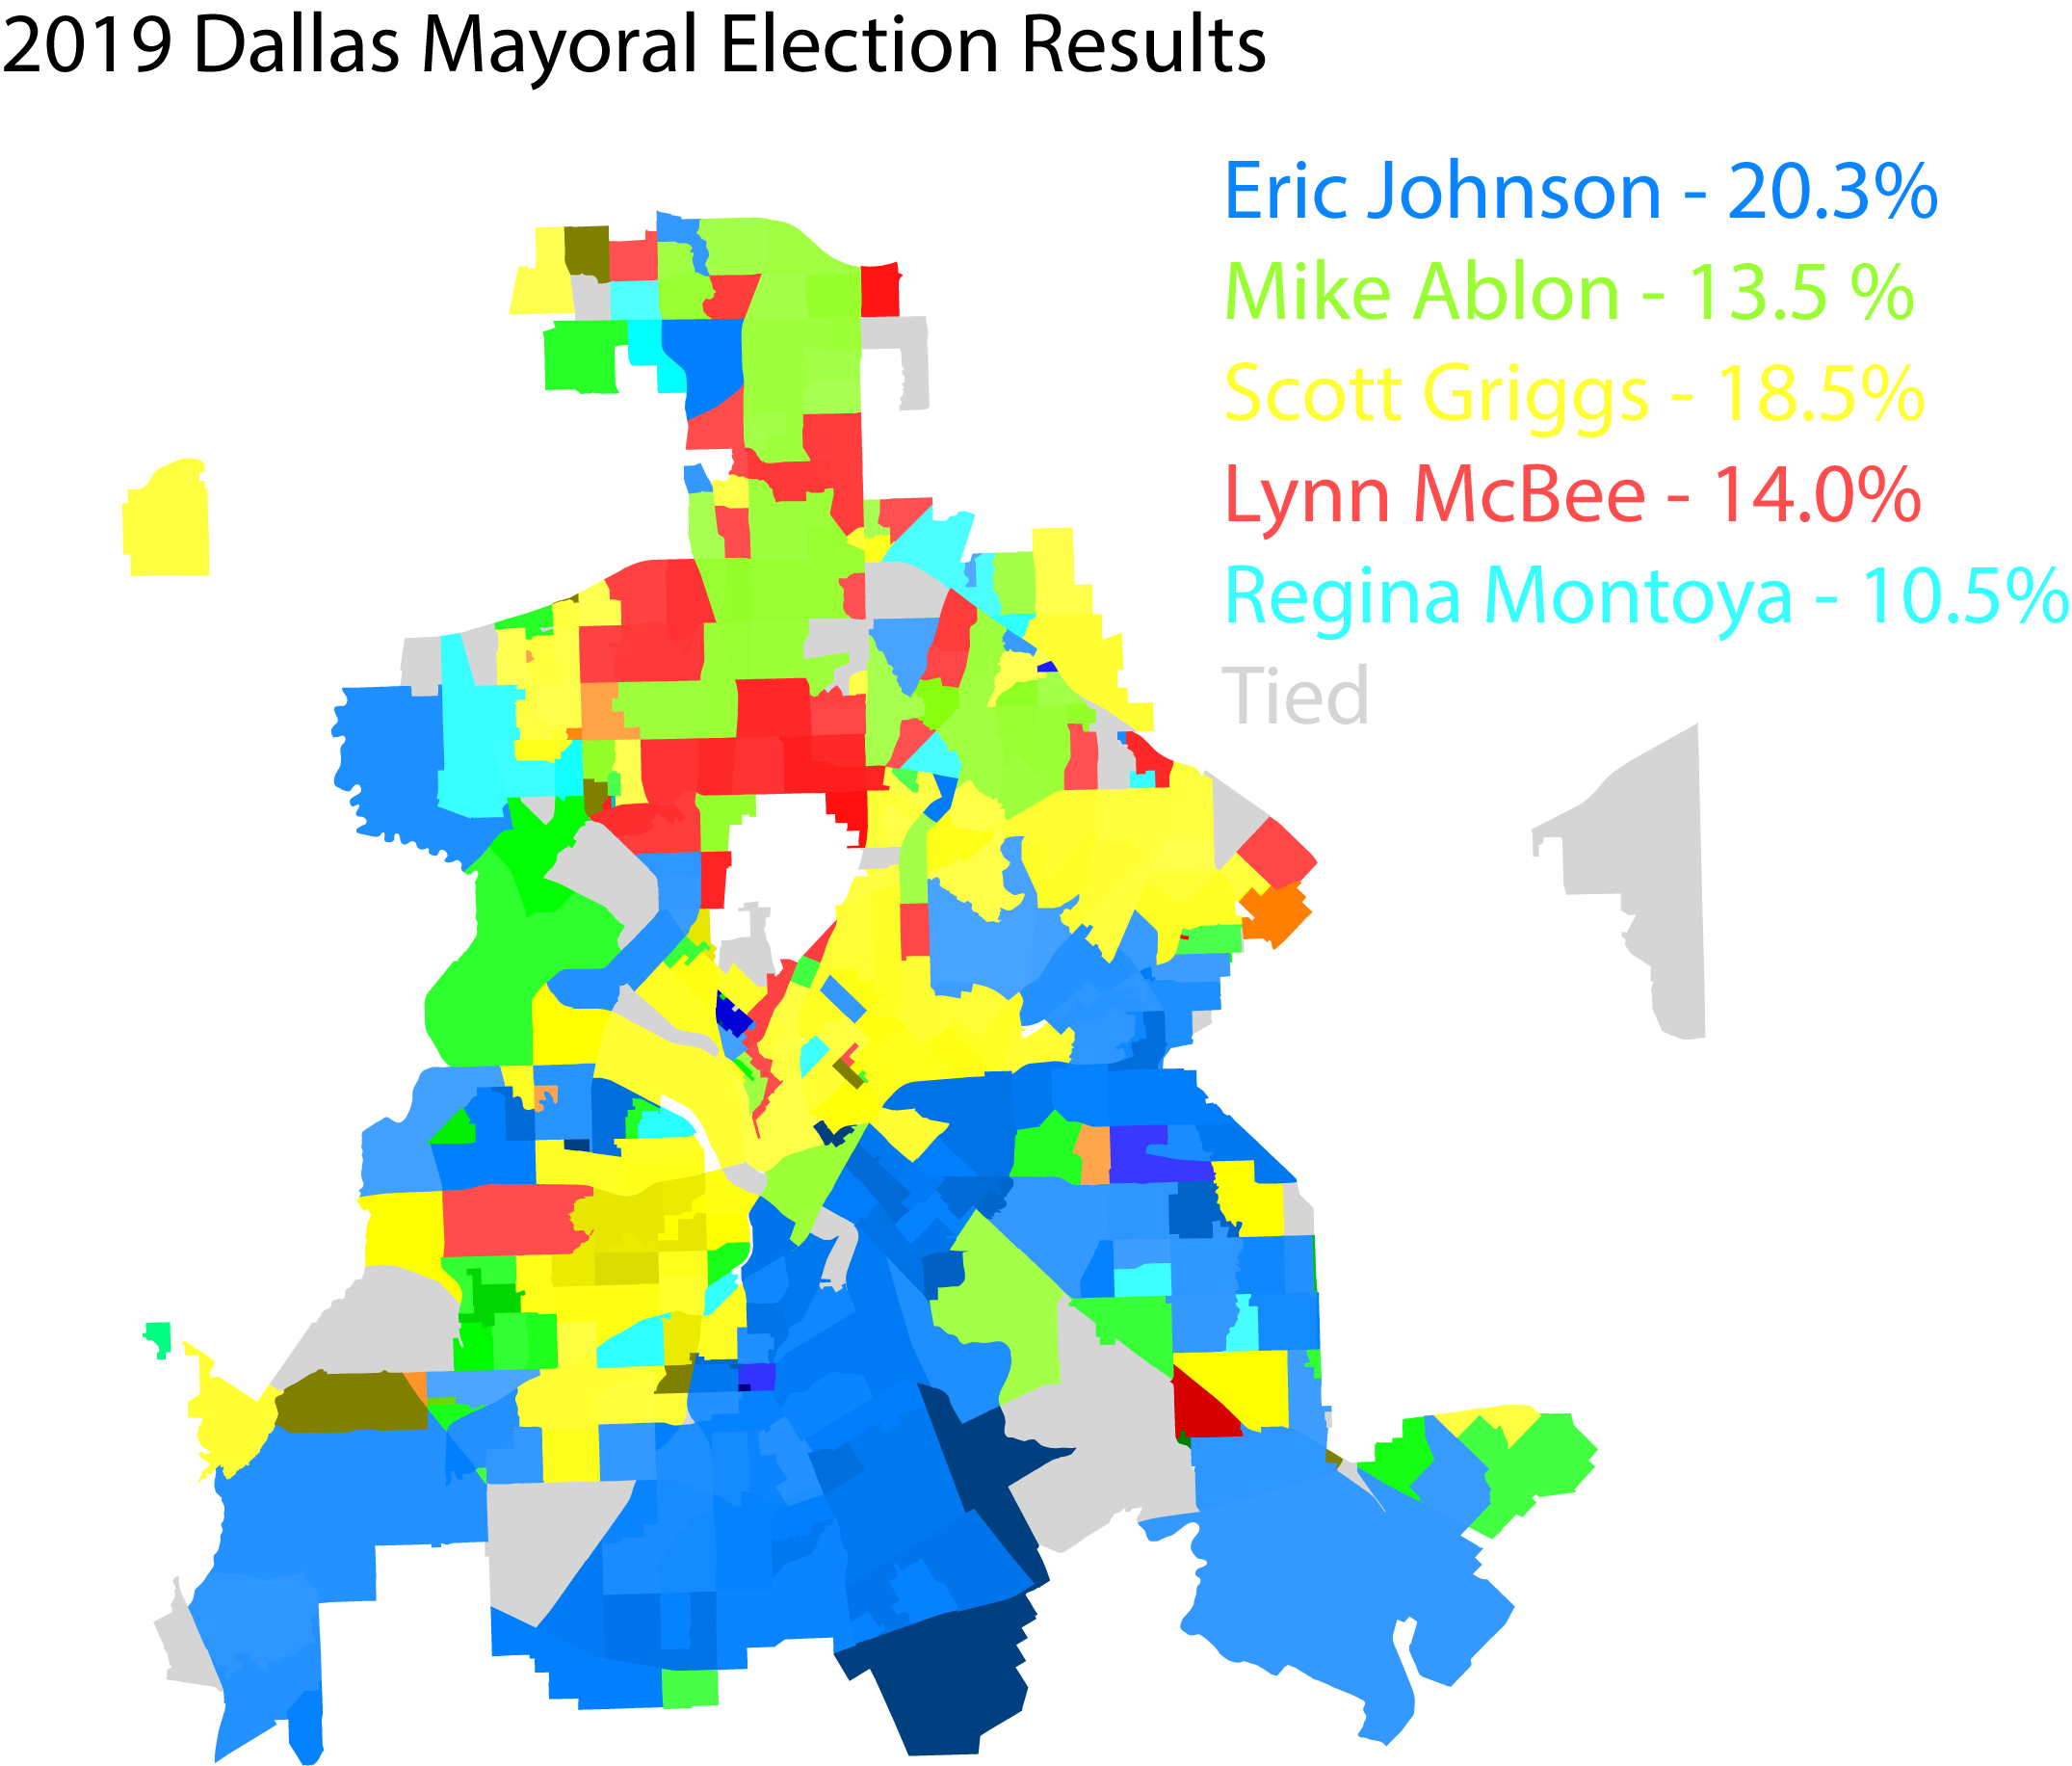 2019 Dallas Mayoral Election Results
Eric Johnson - 20.3%
Mike Ablon - 13.5 %
Scott Griggs - 18.5%
Lynn McBee - 14.0%
Regina Montoya - 10.5%
Tied